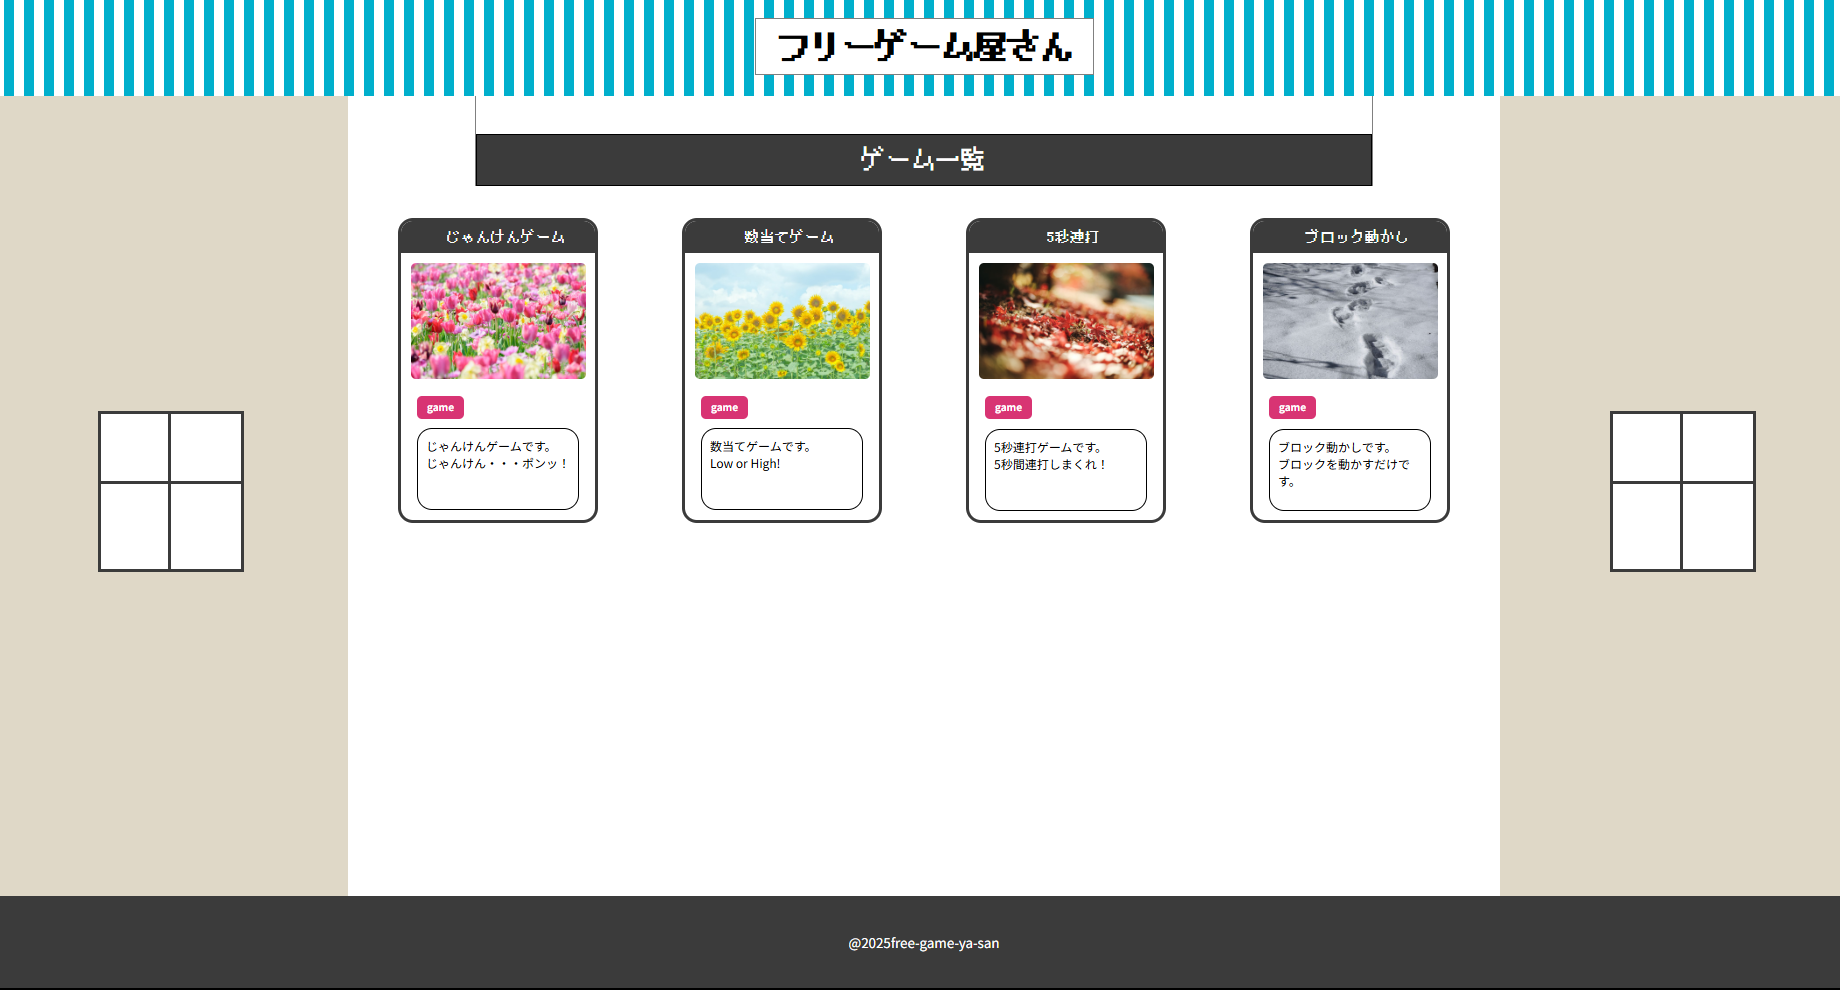 フリーゲーム屋さん
ゲーム一覧
じゃんけんゲーム
game
じゃんけんゲームです。
じゃんけん・・・ポンッ！
数当てゲーム
game
数当てゲームです。
Low or High!
5秒連打
game
5秒連打ゲームです。
5秒間連打しまくれ！
ブロック動かし
game
ブロック動かしです。
ブロックを動かすだけで
す。
@2025free-game-ya-san